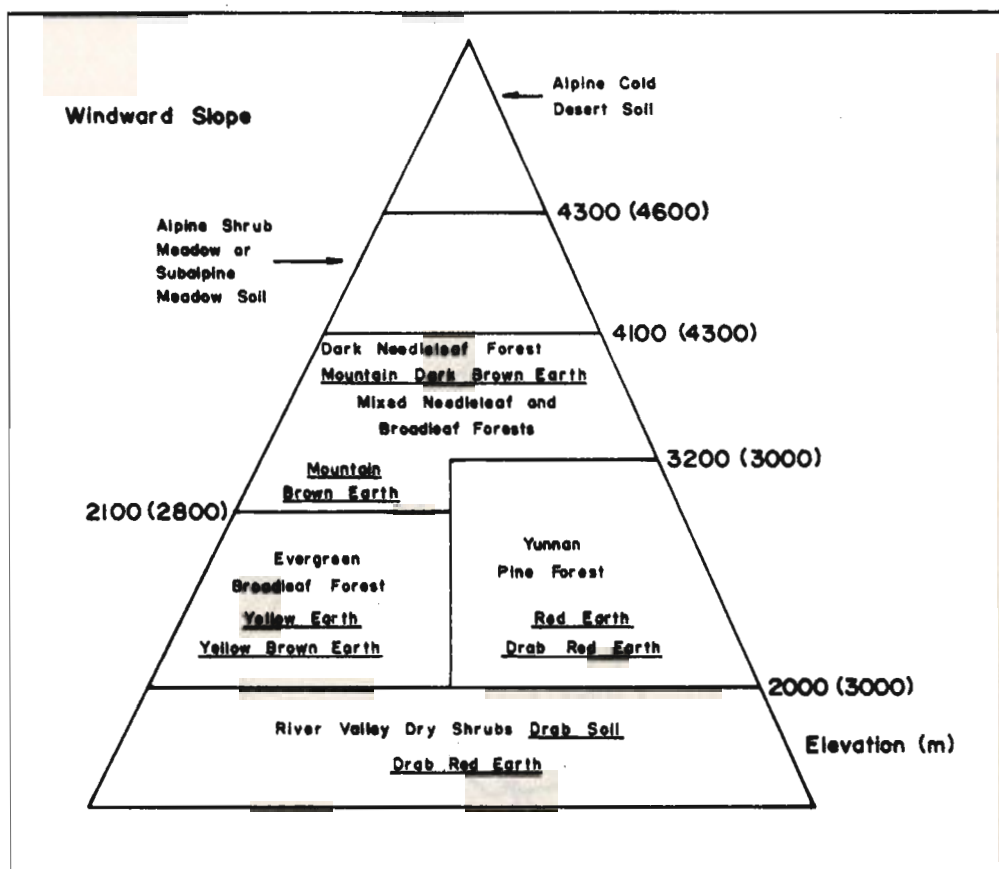 Alpine Cold
Desert Soil
Windward Slope
4300 (4600)
Alpine Shrub
Meadow or
Subalpine
Meadow Soil
4100 (4300)
Dark Needleleaf Forest
Mountain Dark Brown Earth
Mixed Needleleaf and
Broadleaf Forests
3200 (3000)
Mountain
Brown Earth
2100 (2800)
Evergreen
Broadleaf Forest
Yellow Earth
Yellow Brown Earth
Yunnan
Pine Forest
Red Earth
Drab Red Earth
2000 (3000)
River Valley Dry Shrubs Drab Soil
Drab Red Earth
Elevation (m)